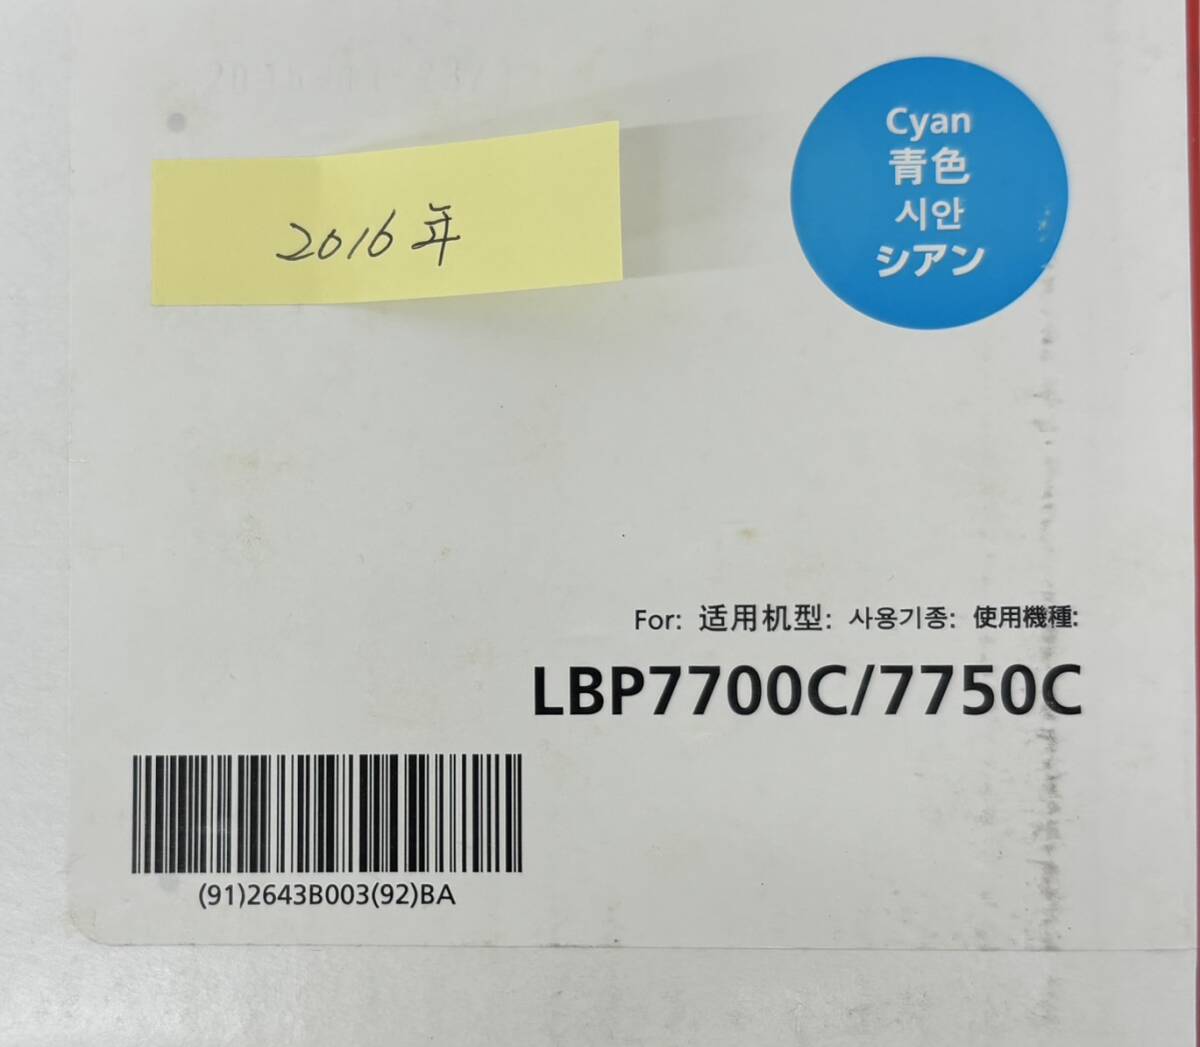 Cyan
青色
시안
シアン
2016年
For: 适用机型: 사용기종: 使用機種:
LBP7700C/7750C
(91)2643B003(92)BA